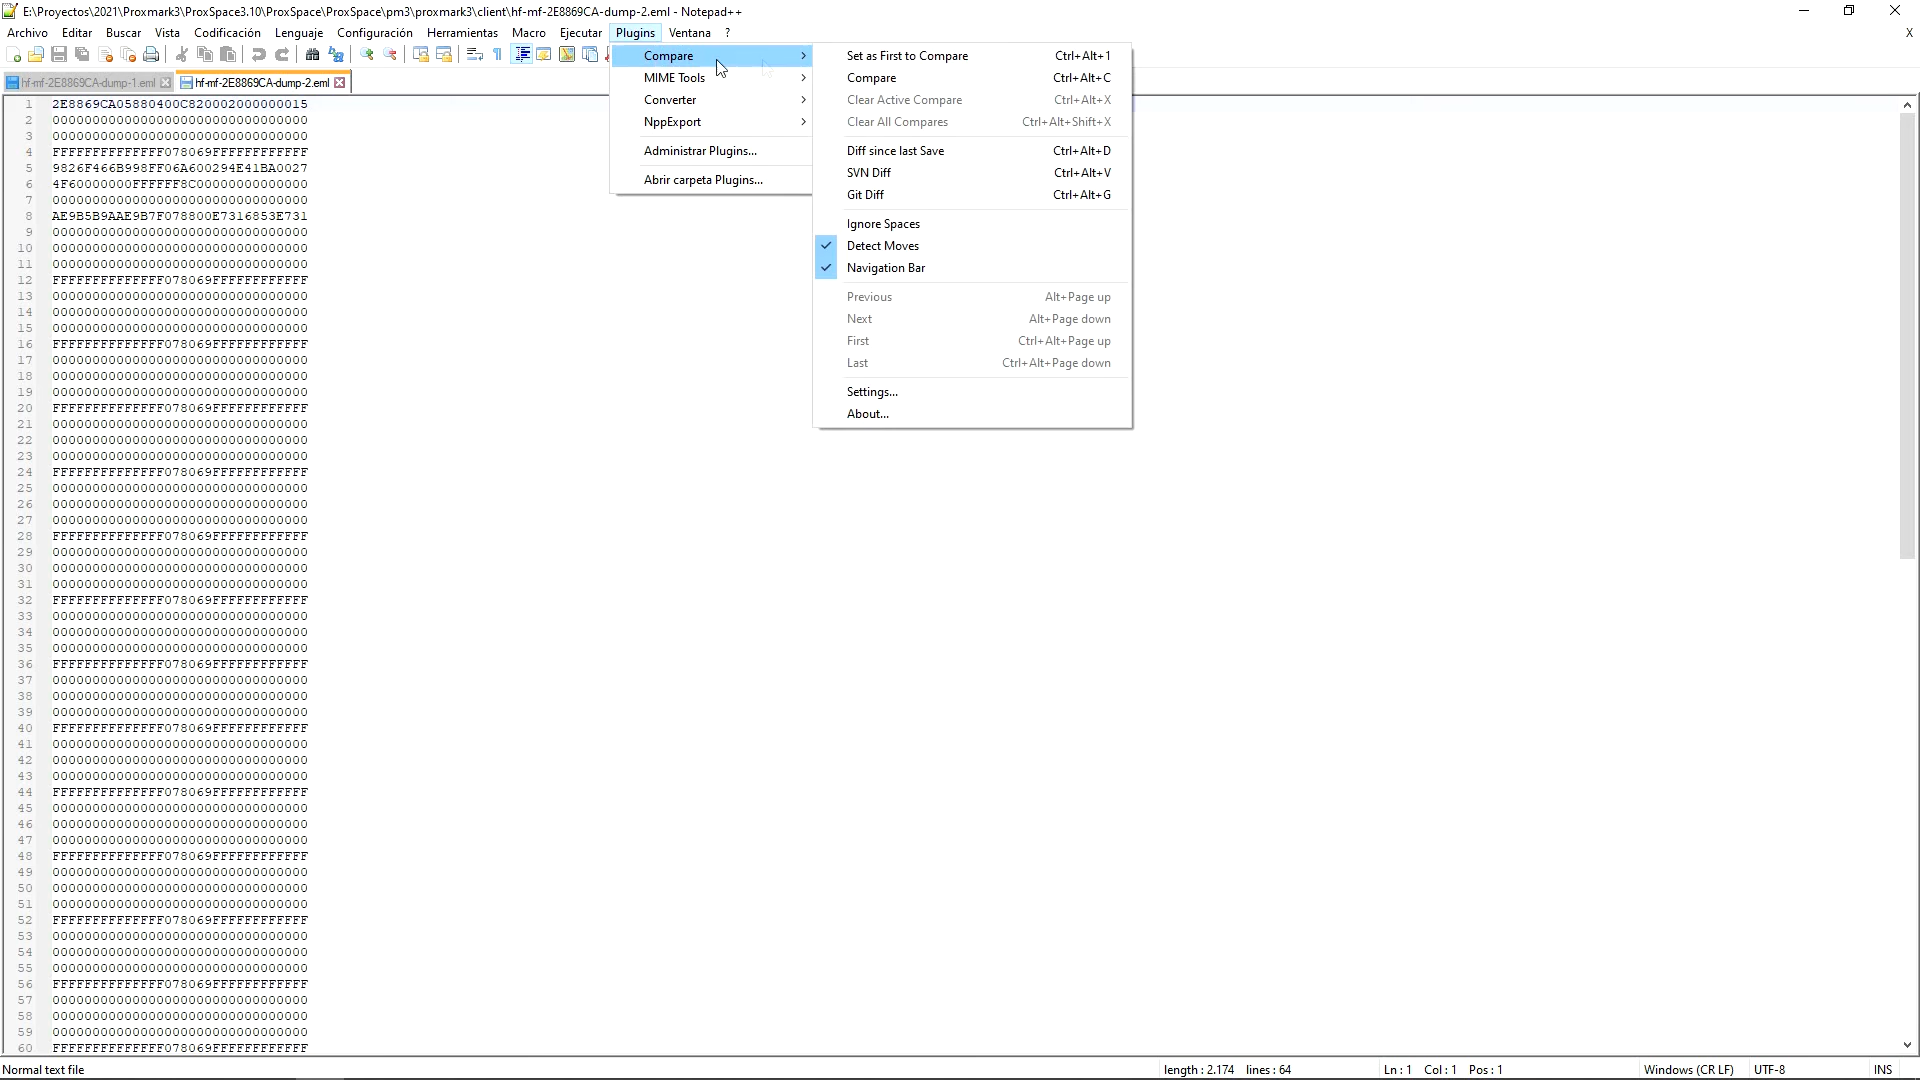 E:\Proyectos\2021\Proxmark3\ProxSpace3.10\ProxSpace\ProxSpace\pm3\proxmark3\client\hf-mf-2E8869CA-dump-2.eml - Notepad++
Archivo Editar Buscar Vista Codificación Lenguaje Configuración Herramientas Macro Ejecutar Plugins Ventana ? X
hf-mf-2E8869CA-dump-1.eml hf-mf-2E8869CA-dump-2.eml
Compare
MIME Tools
Converter
NppExport
Administrar Plugins...
Abrir carpeta Plugins...
Set as First to Compare Ctrl+Alt+1
Compare Ctrl+Alt+C
Clear Active Compare Ctrl+Alt+X
Clear All Compares Ctrl+Alt+Shift+X
Diff since last Save Ctrl+Alt+D
SVN Diff Ctrl+Alt+V
Git Diff Ctrl+Alt+G
Ignore Spaces
Detect Moves
Navigation Bar
Previous Alt+Page up
Next Alt+Page down
First Ctrl+Alt+Page up
Last Ctrl+Alt+Page down
Settings...
About...
1 2E8869CA05880400C820002000000015
2 00000000000000000000000000000000
3 00000000000000000000000000000000
4 FFFFFFFFFFFFFF078069FFFFFFFFFFFF
5 9826F466B998FF06A600294E41BA0027
6 4F60000000FFFFFF8C00000000000000
7 00000000000000000000000000000000
8 AE9B5B9AAE9B7F078800E7316853E731
9 00000000000000000000000000000000
10 00000000000000000000000000000000
11 00000000000000000000000000000000
12 FFFFFFFFFFFFFF078069FFFFFFFFFFFF
13 00000000000000000000000000000000
14 00000000000000000000000000000000
15 00000000000000000000000000000000
16 FFFFFFFFFFFFFF078069FFFFFFFFFFFF
17 00000000000000000000000000000000
18 00000000000000000000000000000000
19 00000000000000000000000000000000
20 FFFFFFFFFFFFFF078069FFFFFFFFFFFF
21 00000000000000000000000000000000
22 00000000000000000000000000000000
23 00000000000000000000000000000000
24 FFFFFFFFFFFFFF078069FFFFFFFFFFFF
25 00000000000000000000000000000000
26 00000000000000000000000000000000
27 00000000000000000000000000000000
28 FFFFFFFFFFFFFF078069FFFFFFFFFFFF
29 00000000000000000000000000000000
30 00000000000000000000000000000000
31 00000000000000000000000000000000
32 FFFFFFFFFFFFFF078069FFFFFFFFFFFF
33 00000000000000000000000000000000
34 00000000000000000000000000000000
35 00000000000000000000000000000000
36 FFFFFFFFFFFFFF078069FFFFFFFFFFFF
37 00000000000000000000000000000000
38 00000000000000000000000000000000
39 00000000000000000000000000000000
40 FFFFFFFFFFFFFF078069FFFFFFFFFFFF
41 00000000000000000000000000000000
42 00000000000000000000000000000000
43 00000000000000000000000000000000
44 FFFFFFFFFFFFFF078069FFFFFFFFFFFF
45 00000000000000000000000000000000
46 00000000000000000000000000000000
47 00000000000000000000000000000000
48 FFFFFFFFFFFFFF078069FFFFFFFFFFFF
49 00000000000000000000000000000000
50 00000000000000000000000000000000
51 00000000000000000000000000000000
52 FFFFFFFFFFFFFF078069FFFFFFFFFFFF
53 00000000000000000000000000000000
54 00000000000000000000000000000000
55 00000000000000000000000000000000
56 FFFFFFFFFFFFFF078069FFFFFFFFFFFF
57 00000000000000000000000000000000
58 00000000000000000000000000000000
59 00000000000000000000000000000000
60 FFFFFFFFFFFFFF078069FFFFFFFFFFFF
Normal text file length : 2.174 lines : 64 Ln : 1 Col : 1 Pos : 1 Windows (CR LF) UTF-8 INS